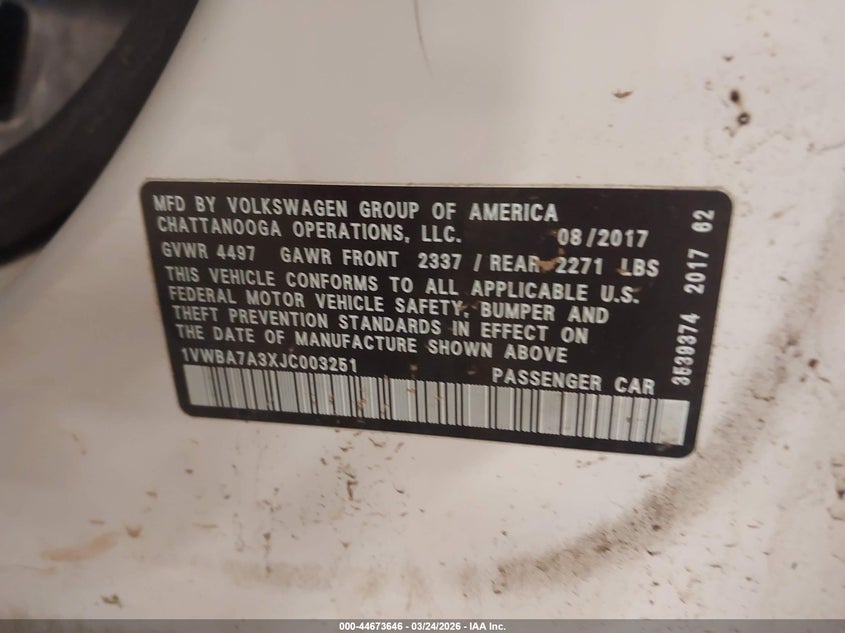 MFD BY VOLKSWAGEN GROUP OF AMERICA
CHATTANOOGA OPERATIONS, LLC. 08/2017
GVWR 4497 GAWR FRONT 2337 / REAR 2271 LBS
THIS VEHICLE CONFORMS TO ALL APPLICABLE U.S.
FEDERAL MOTOR VEHICLE SAFETY, BUMPER AND
THEFT PREVENTION STANDARDS IN EFFECT ON
THE DATE OF MANUFACTURE SHOWN ABOVE
1VWBA7A3XJC003251 PASSENGER CAR
3539374 2017 62
000-44673646 - 03/24/2026 - IAA Inc.